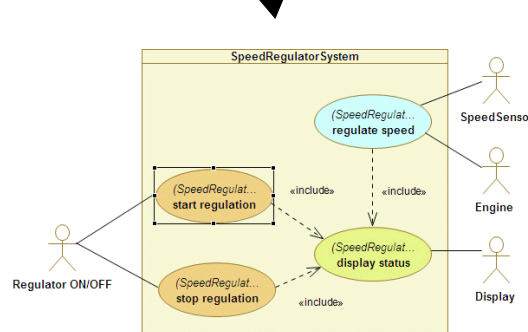 SpeedRegulatorSystem
(SpeedRegulat...
regulate speed
SpeedSenso
«include»
«include»
(SpeedRegulat...
start regulation
Engine
(SpeedRegulat...
display status
Regulator ON/OFF
(SpeedRegulat...
stop regulation
«include»
Display